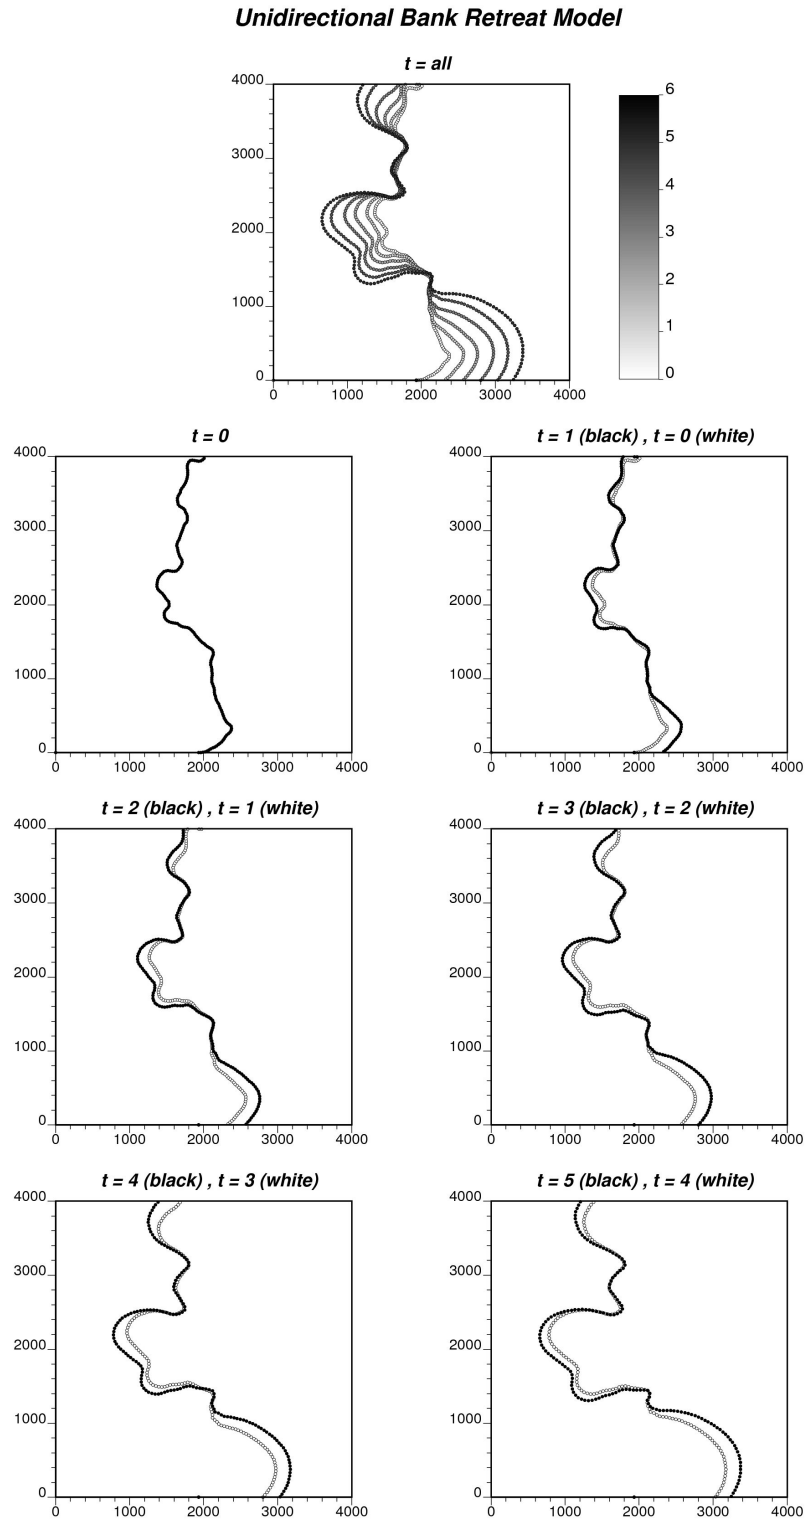 Unidirectional Bank Retreat Model
t = all
4000
3000
2000
1000
0
0 1000 2000 3000 4000
6
5
4
3
2
1
0
t = 0
4000
3000
2000
1000
0
0 1000 2000 3000 4000
t = 1 (black) , t = 0 (white)
4000
3000
2000
1000
0
0 1000 2000 3000 4000
t = 2 (black) , t = 1 (white)
4000
3000
2000
1000
0
0 1000 2000 3000 4000
t = 3 (black) , t = 2 (white)
4000
3000
2000
1000
0
0 1000 2000 3000 4000
t = 4 (black) , t = 3 (white)
4000
3000
2000
1000
0
0 1000 2000 3000 4000
t = 5 (black) , t = 4 (white)
4000
3000
2000
1000
0
0 1000 2000 3000 4000